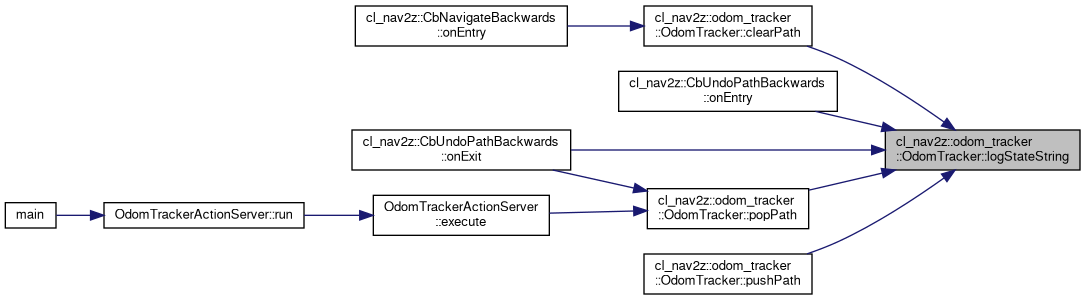 cl_nav2z::CbNavigateBackwards
::onEntry
cl_nav2z::odom_tracker
::OdomTracker::clearPath
cl_nav2z::CbUndoPathBackwards
::onEntry
cl_nav2z::CbUndoPathBackwards
::onExit
cl_nav2z::odom_tracker
::OdomTracker::logStateString
main
OdomTrackerActionServer::run
OdomTrackerActionServer
::execute
cl_nav2z::odom_tracker
::OdomTracker::popPath
cl_nav2z::odom_tracker
::OdomTracker::pushPath